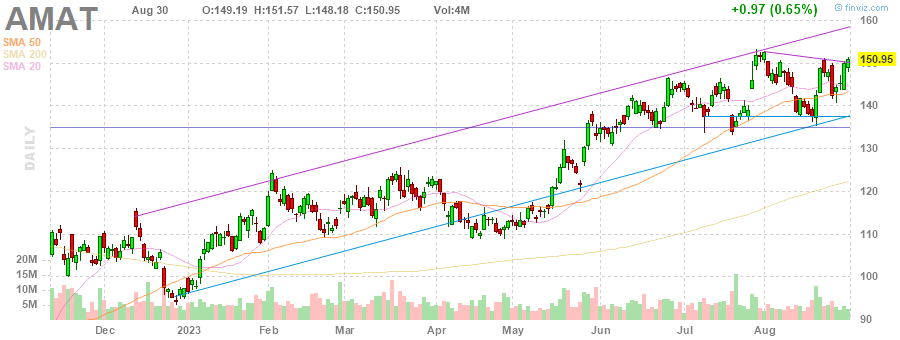 AMAT
Aug 30 O:149.19 H:151.57 L:148.18 C:150.95 Vol:4M +0.97 (0.65%)
© finviz.com
SMA 50
SMA 200
SMA 20
DAILY
160
150.95
140
130
120
110
100
90
20M
15M
10M
5M
Dec 2023 Feb Mar Apr May Jun Jul Aug